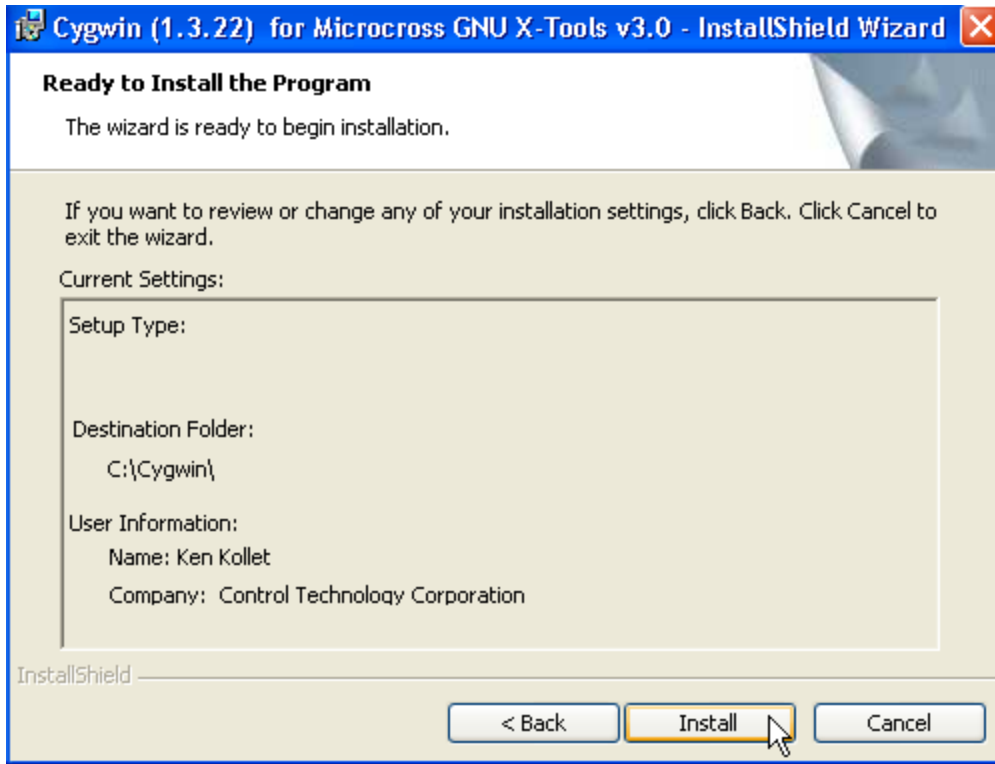 Cygwin (1.3.22) for Microcross GNU X-Tools v3.0 - InstallShield Wizard
Ready to Install the Program
The wizard is ready to begin installation.
If you want to review or change any of your installation settings, click Back. Click Cancel to
exit the wizard.
Current Settings:
Setup Type:
Destination Folder:
C:\Cygwin\
User Information:
Name: Ken Kollet
Company: Control Technology Corporation
InstallShield
< Back
Install
Cancel